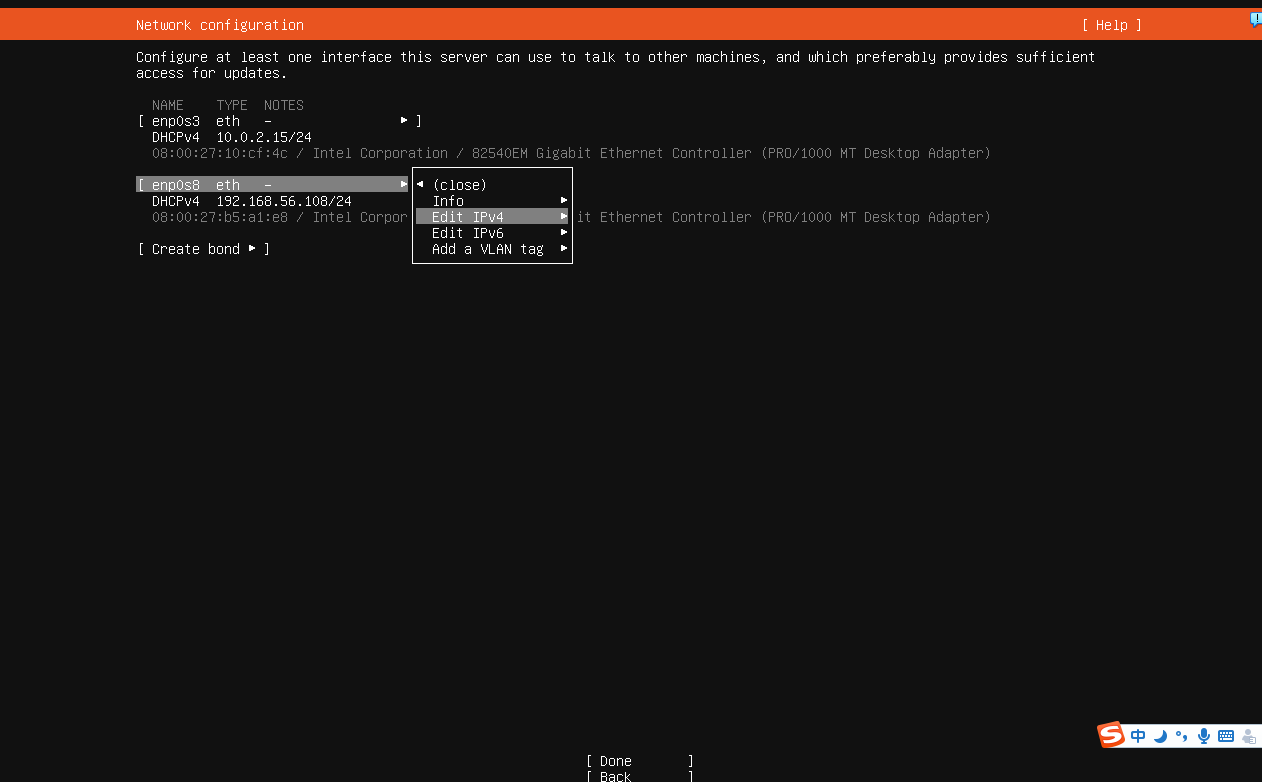 Network configuration [ Help ]
Configure at least one interface this server can use to talk to other machines, and which preferably provides sufficient
access for updates.
NAME TYPE NOTES
[ enp0s3 eth – ▸ ]
DHCPv4 10.0.2.15/24
08:00:27:10:cf:4c / Intel Corporation / 82540EM Gigabit Ethernet Controller (PRO/1000 MT Desktop Adapter)
[ enp0s8 eth – ▸
DHCPv4 192.168.56.108/24
08:00:27:b5:a1:e8 / Intel Corpor it Ethernet Controller (PRO/1000 MT Desktop Adapter)
◂ (close)
Info ▸
Edit IPv4 ▸
Edit IPv6 ▸
Add a VLAN tag ▸
[ Create bond ▸ ]
S 中
[ Done ]
[ Back ]